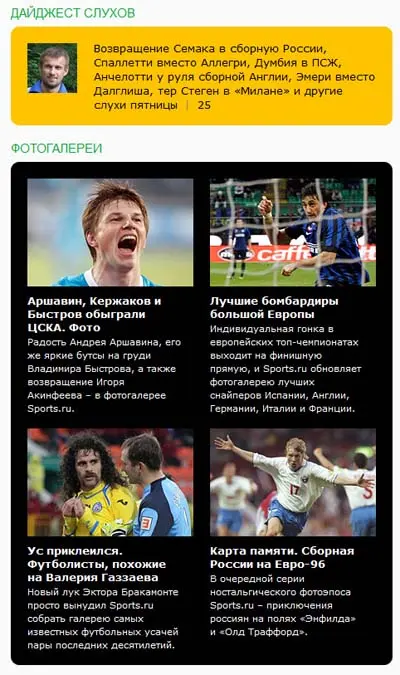 ДАЙДЖЕСТ СЛУХОВ
Возвращение Семака в сборную России,
Спаллетти вместо Аллегри, Думбия в ПСЖ,
Анчелотти у руля сборной Англии, Эмери вместо
Далглиша, тер Стеген в «Милане» и другие
слухи пятницы | 25
ФОТОГАЛЕРЕИ
caffe
Аршавин, Кержаков и
Быстров обыграли
ЦСКА. Фото
Радость Андрея Аршавина, его
же яркие бутсы на груди
Владимира Быстрова, а также
возвращение Игоря
Акинфеева – в фотогалерее
Sports.ru.
Лучшие бомбардиры
большой Европы
Индивидуальная гонка в
европейских топ-чемпионатах
выходит на финишную
прямую, и Sports.ru обновляет
фотогалерею лучших
снайперов Испании, Англии,
Германии, Италии и Франции.
17
Ус приклеился.
Футболисты, похожие
на Валерия Газзаева
Новый лук Эктора Бракамонте
просто вынудил Sports.ru
собрать галерею самых
известных футбольных усачей
пары последних десятилетий.
Карта памяти. Сборная
России на Евро-96
В очередной серии
ностальгического фотоэпоса
Sports.ru – приключения
россиян на полях «Энфилда»
и «Олд Траффорд».